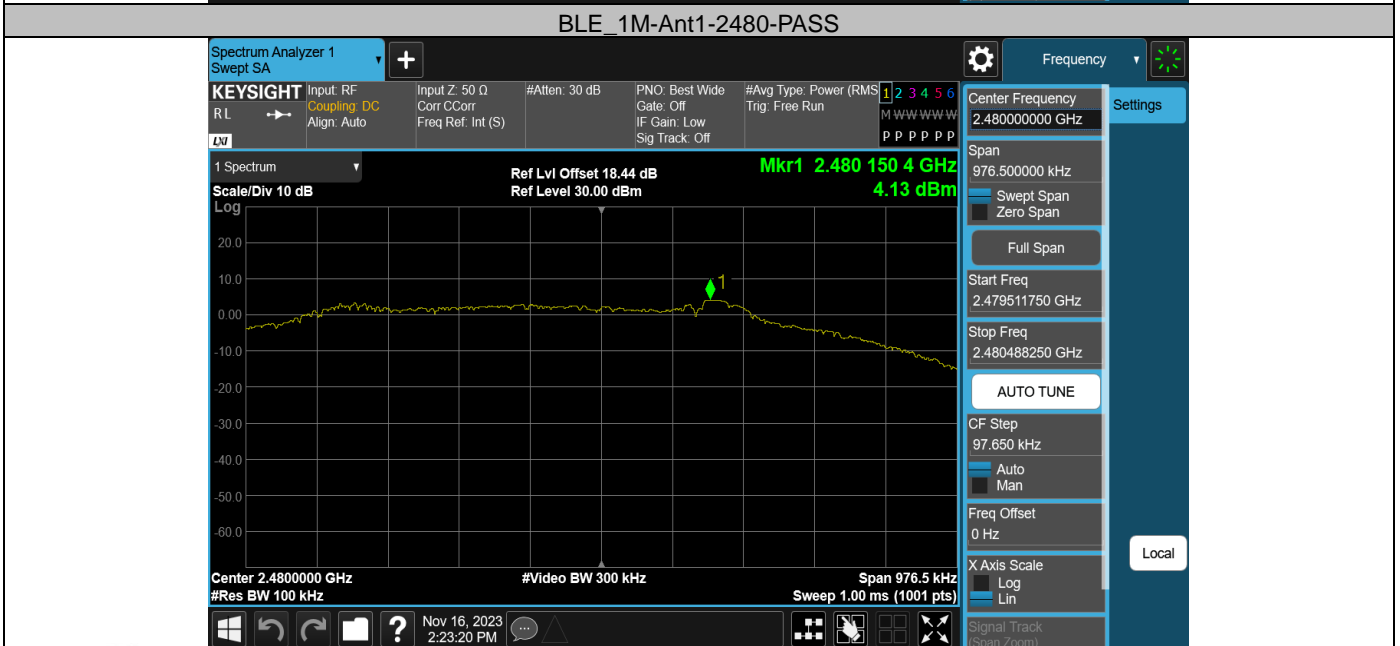 BLE_1M-Ant1-2480-PASS
Spectrum Analyzer 1
Swept SA
Frequency
KEYSIGHT
R L
LXI
Input: RF
Coupling: DC
Align: Auto
Input Z: 50 Ω
Corr CCorr
Freq Ref: Int (S)
#Atten: 30 dB
PNO: Best Wide
Gate: Off
IF Gain: Low
Sig Track: Off
#Avg Type: Power (RMS
Trig: Free Run
1 2 3 4 5 6
M W W W W W
P P P P P P
1 Spectrum
Scale/Div 10 dB
Log
Ref Lvl Offset 18.44 dB
Ref Level 30.00 dBm
Mkr1 2.480 150 4 GHz
4.13 dBm
20.0
10.0
0.00
-10.0
-20.0
-30.0
-40.0
-50.0
-60.0
1
Center 2.4800000 GHz
#Res BW 100 kHz
#Video BW 300 kHz
Span 976.5 kHz
Sweep 1.00 ms (1001 pts)
?
Nov 16, 2023
2:23:20 PM
Center Frequency
2.480000000 GHz
Settings
Span
976.500000 kHz
Swept Span
Zero Span
Full Span
Start Freq
2.479511750 GHz
Stop Freq
2.480488250 GHz
AUTO TUNE
CF Step
97.650 kHz
Auto
Man
Freq Offset
0 Hz
X Axis Scale
Log
Lin
Local
Signal Track
(Span Zoom)